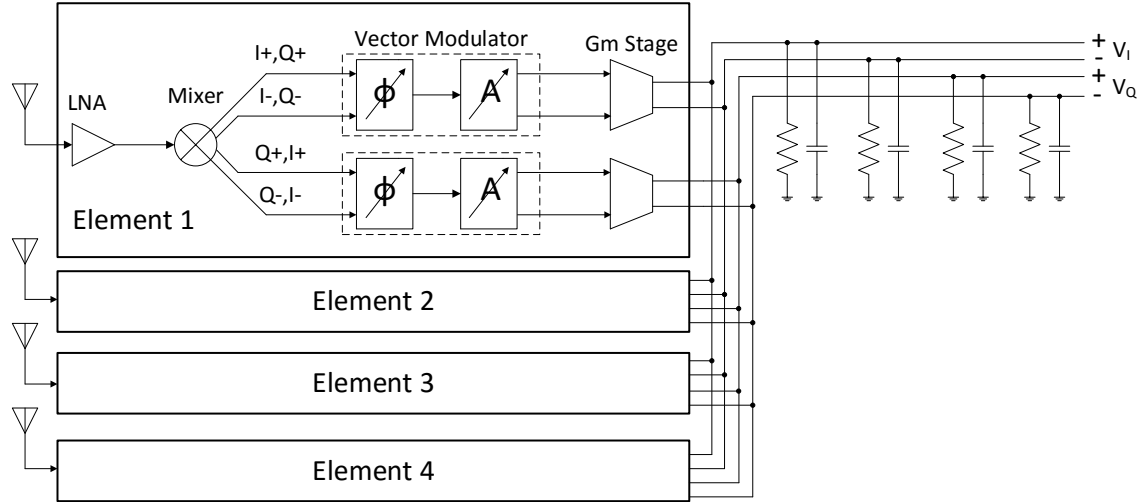 Vector Modulator
Gm Stage
I+,Q+
I-,Q-
LNA
Mixer
ϕ
A
Q+,I+
Q-,I-
ϕ
A
Element 1
+
V_I
-
+
V_Q
-
Element 2
Element 3
Element 4